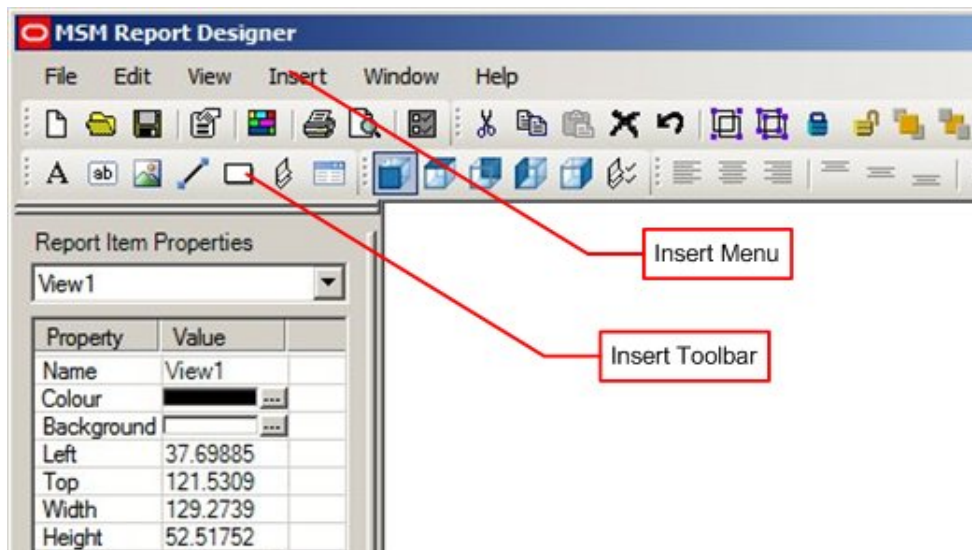 MSM Report Designer
File Edit View Insert Window Help
A ab
Insert Menu
Report Item Properties
View1
Insert Toolbar
Property Value
Name View1
Colour ...
Background ...
Left 37.69885
Top 121.5309
Width 129.2739
Height 52.51752